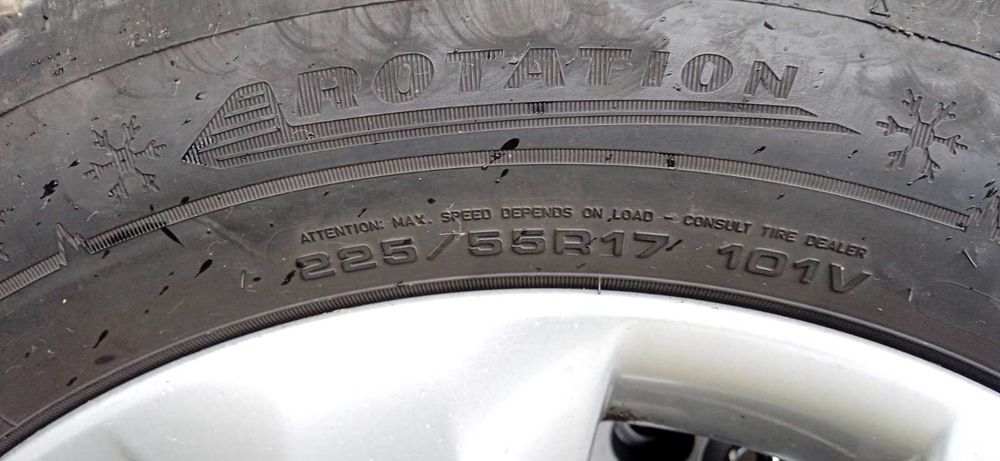 ROTATION
ATTENTION: MAX. SPEED DEPENDS ON LOAD - CONSULT TIRE DEALER
225/55R17 101V